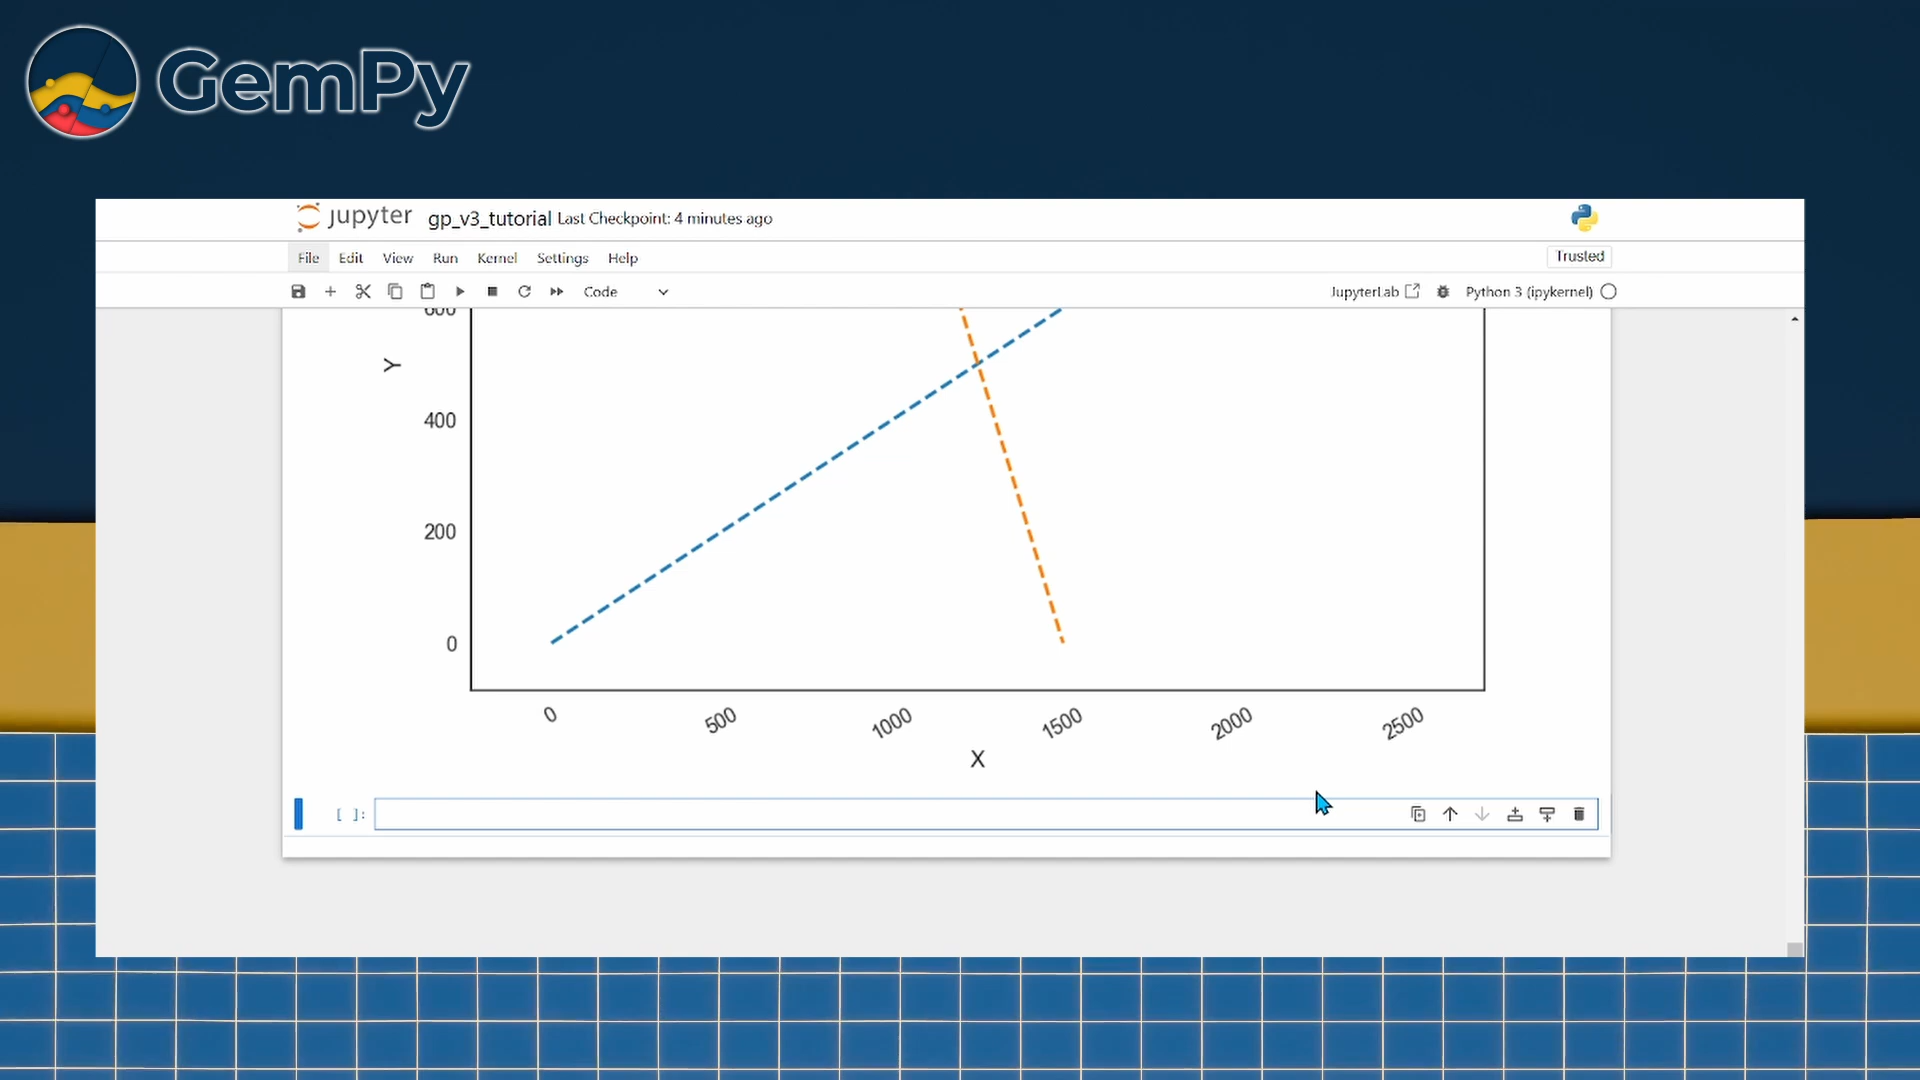 GemPy
jupyter gp_v3_tutorial Last Checkpoint: 4 minutes ago
File Edit View Run Kernel Settings Help
Trusted
Code
JupyterLab Python 3 (ipykernel)
600
Y
400
200
0
0 500 1000 1500 2000 2500
X
[ ]: